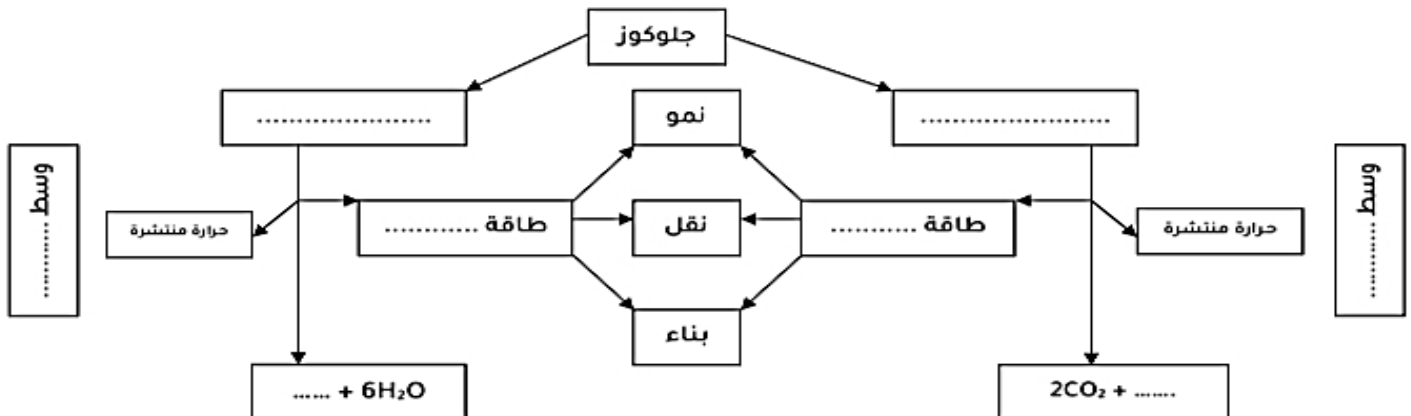 جلوكوز
.......................
نمو
.......................
وسط ............
حرارة منتشرة
طاقة ............
نقل
طاقة ............
حرارة منتشرة
وسط ............
بناء
2CO₂ + .......
...... + 6H₂O